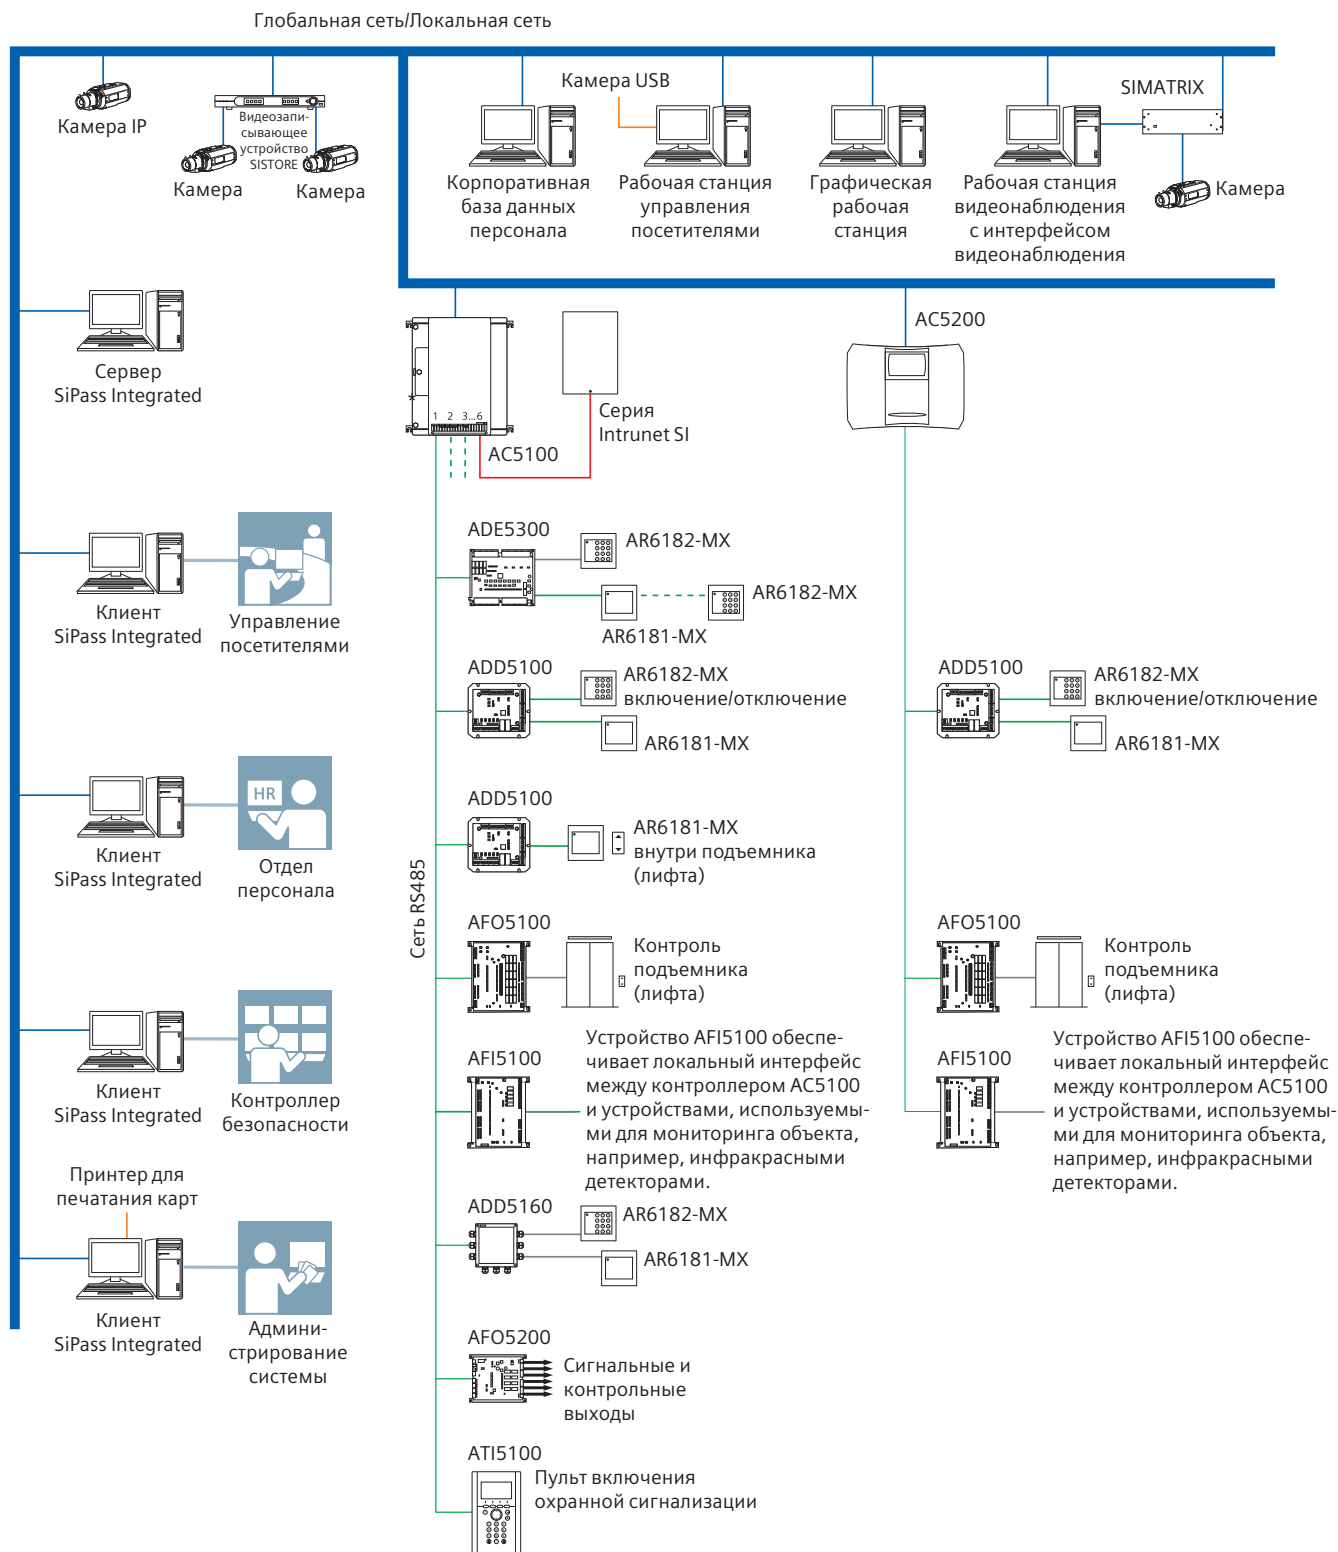 Глобальная сеть/Локальная сеть
Камера IP
Видеозапи-
сывающее
устройство
SISTORE
Камера
Камера
Камера USB
SIMATRIX
Корпоративная
база данных
персонала
Рабочая станция
управления
посетителями
Графическая
рабочая
станция
Рабочая станция
видеонаблюдения
с интерфейсом
видеонаблюдения
Камера
Сервер
SiPass Integrated
1 2 3...6
AC5100
Серия
Intrunet SI
AC5200
Клиент
SiPass Integrated
Управление
посетителями
Клиент
SiPass Integrated
HR
Отдел
персонала
Клиент
SiPass Integrated
Контроллер
безопасности
Принтер для
печатания карт
Клиент
SiPass Integrated
Админи-
стрирование
системы
Сеть RS485
ADE5300
AR6182-MX
AR6181-MX
AR6182-MX
ADD5100
AR6182-MX
включение/отключение
AR6181-MX
ADD5100
AR6181-MX
внутри подъемника
(лифта)
AFO5100
Контроль
подъемника
(лифта)
AFI5100
Устройство AFI5100 обеспе-
чивает локальный интерфейс
между контроллером AC5100
и устройствами, используемы-
ми для мониторинга объекта,
например, инфракрасными
детекторами.
ADD5160
AR6182-MX
AR6181-MX
AFO5200
Сигнальные и
контрольные
выходы
ATI5100
Пульт включения
охранной сигнализации
ADD5100
AR6182-MX
включение/отключение
AR6181-MX
AFO5100
Контроль
подъемника
(лифта)
AFI5100
Устройство AFI5100 обеспе-
чивает локальный интерфейс
между контроллером AC5100
и устройствами, используемы-
ми для мониторинга объекта,
например, инфракрасными
детекторами.